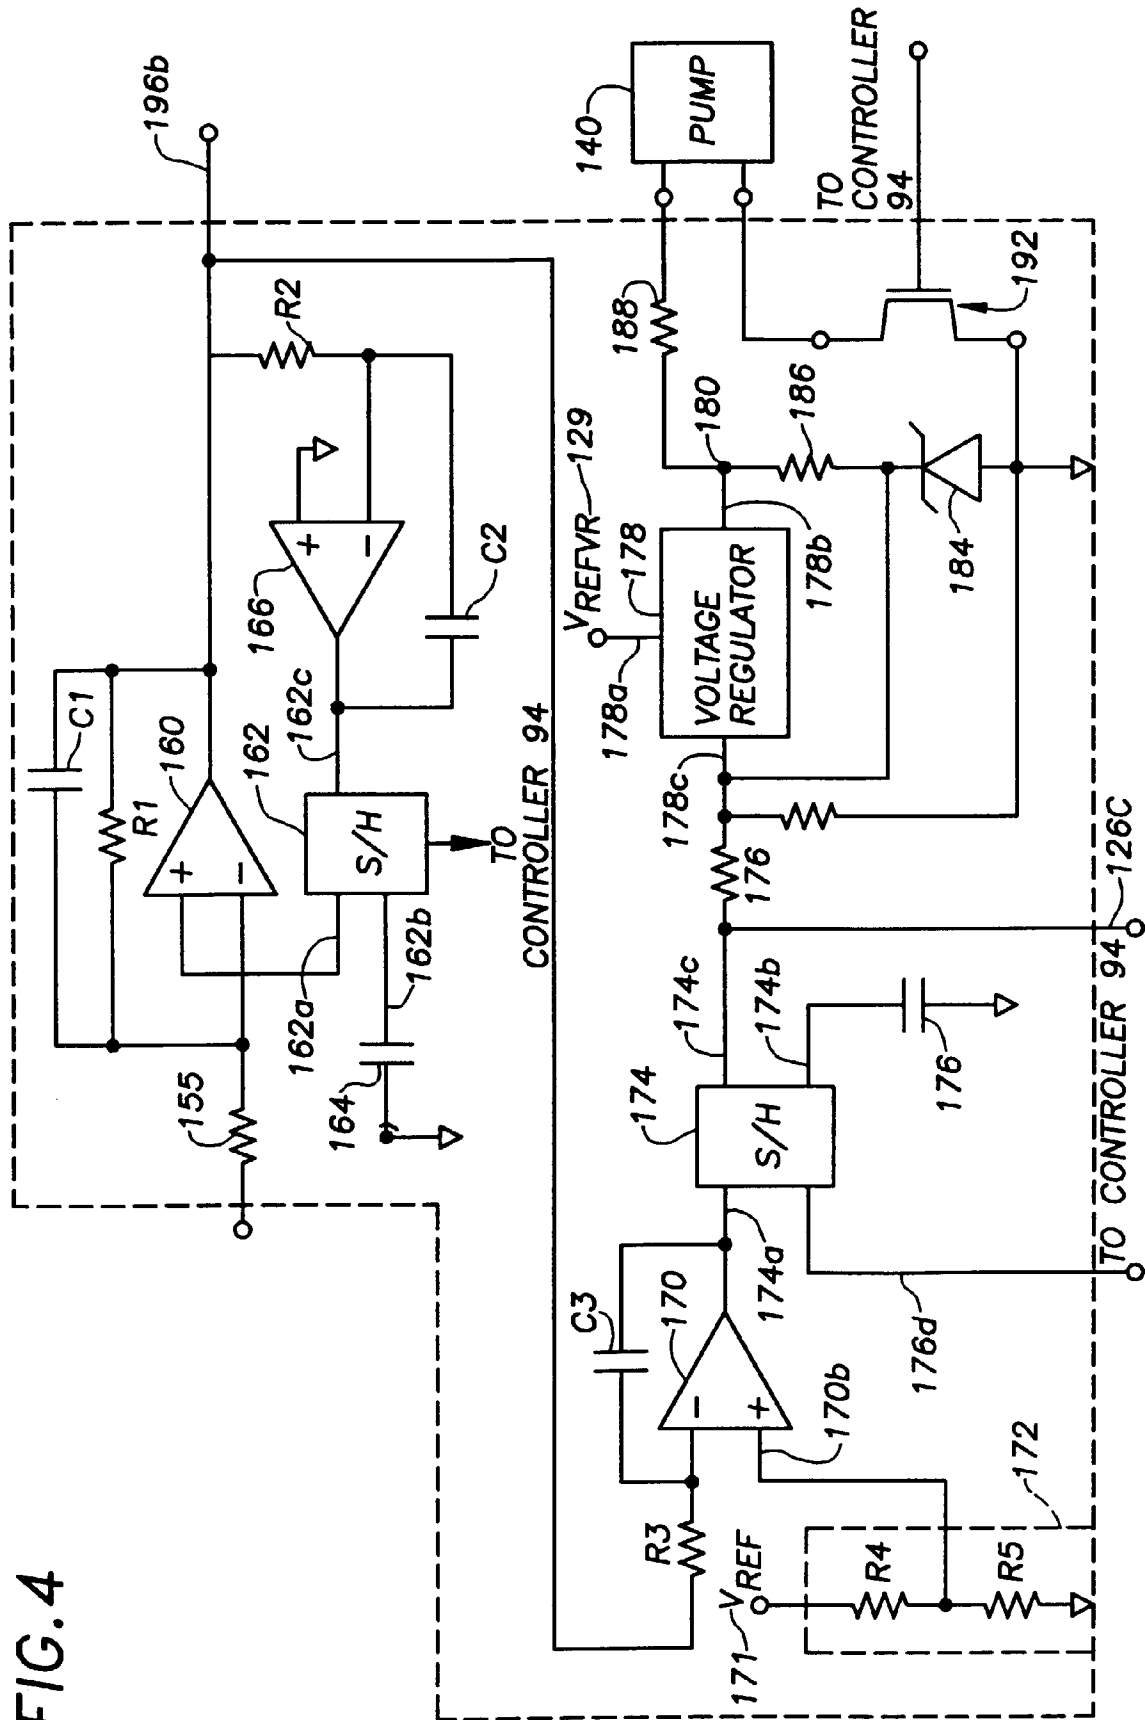 FIG. 4
196b
C1
R1
160
155
162
S/H
162a
162b
162c
164
TO
CONTROLLER 94
166
R2
C2
+
−
+
−
140
PUMP
TO
CONTROLLER
94
188
192
VREFVR
129
178
178a
VOLTAGE
REGULATOR
178b
178c
180
186
184
176
126C
174c
174
S/H
174b
176
174a
176d
TO CONTROLLER 94
C3
170
−
+
170b
R3
171
VREF
172
R4
R5